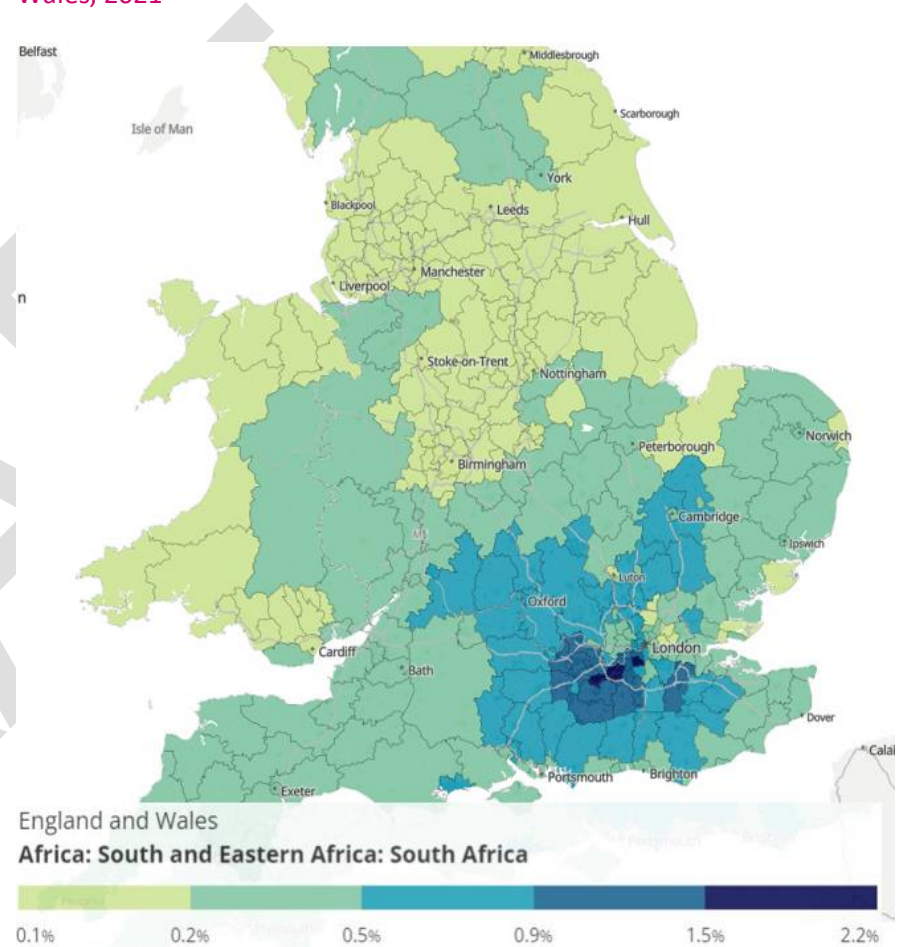 Wales, 2021
Belfast
Middlesbrough
Isle of Man
Scarborough
York
Blackpool
Leeds
Hull
n
Manchester
Liverpool
Stoke-on-Trent
Nottingham
Norwich
Peterborough
Birmingham
Cambridge
M5
Ipswich
Luton
Oxford
Cardiff
London
Bath
Dover
Calai
Portsmouth
Brighton
Exeter
England and Wales
Portsmouth
Africa: South and Eastern Africa: South Africa
0.1% 0.2% 0.5% 0.9% 1.5% 2.2%